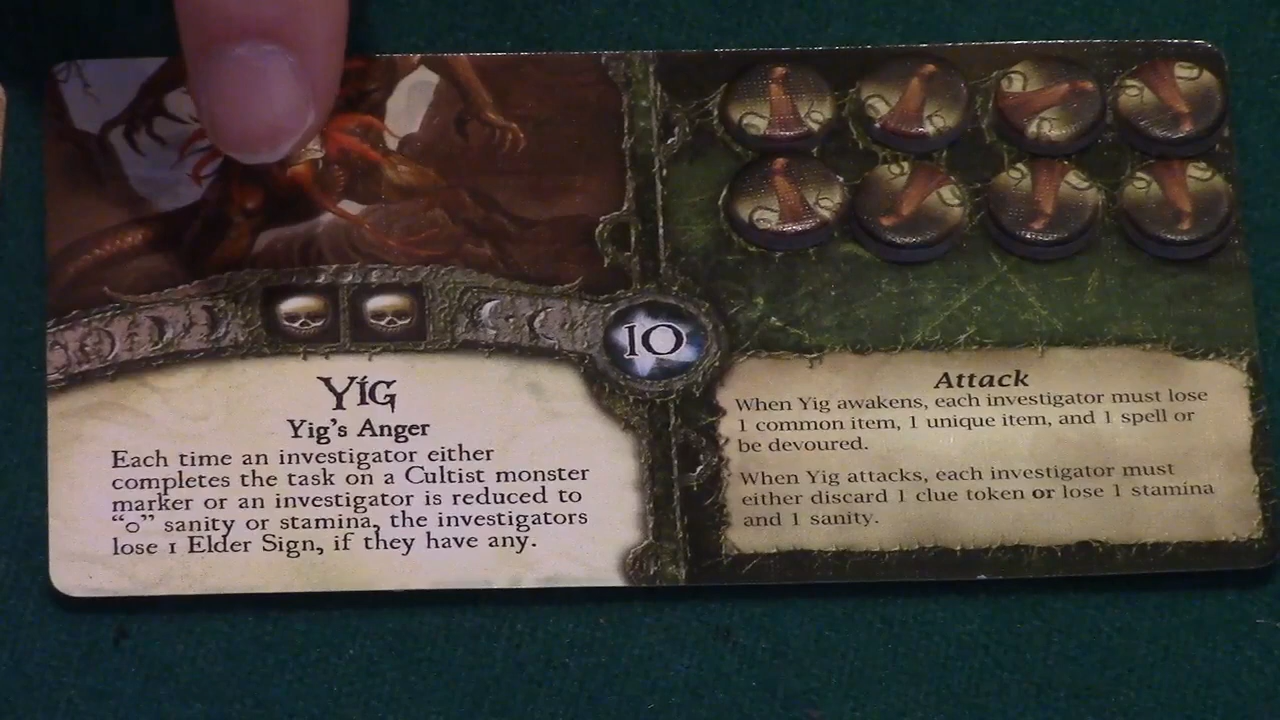 10
Yig
Yig's Anger
Each time an investigator either
completes the task on a Cultist monster
marker or an investigator is reduced to
"0" sanity or stamina, the investigators
lose 1 Elder Sign, if they have any.
Attack
When Yig awakens, each investigator must lose
1 common item, 1 unique item, and 1 spell or
be devoured.
When Yig attacks, each investigator must
either discard 1 clue token or lose 1 stamina
and 1 sanity.